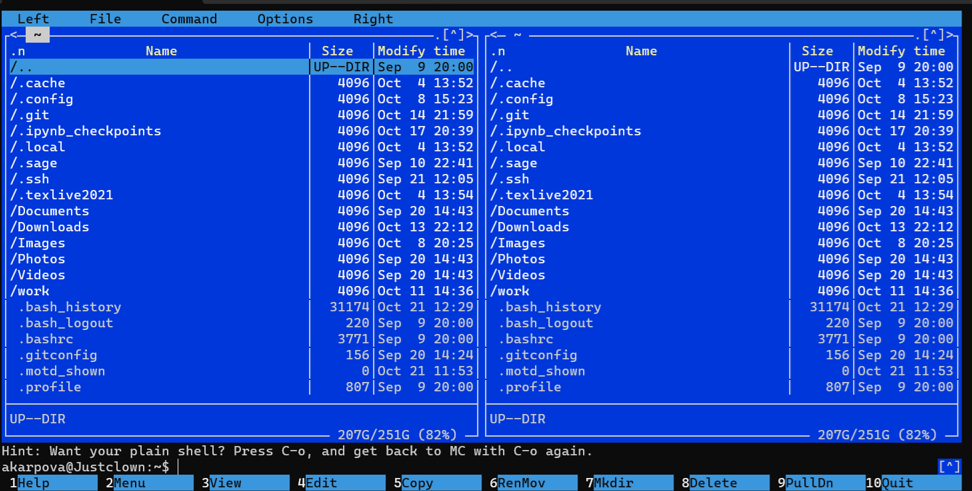 Left File Command Options Right
<─ ~ ─.[^]> <─ ~ ─.[^]>
.n Name │ Size │Modify time .n Name │ Size │Modify time
/.. │UP--DIR│Sep  9 20:00 /.. │UP--DIR│Sep  9 20:00
/.cache │ 4096│Oct  4 13:52 /.cache │ 4096│Oct  4 13:52
/.config │ 4096│Oct  8 15:23 /.config │ 4096│Oct  8 15:23
/.git │ 4096│Oct 14 21:59 /.git │ 4096│Oct 14 21:59
/.ipynb_checkpoints │ 4096│Oct 17 20:39 /.ipynb_checkpoints │ 4096│Oct 17 20:39
/.local │ 4096│Oct  4 13:52 /.local │ 4096│Oct  4 13:52
/.sage │ 4096│Sep 10 22:41 /.sage │ 4096│Sep 10 22:41
/.ssh │ 4096│Sep 21 12:05 /.ssh │ 4096│Sep 21 12:05
/.texlive2021 │ 4096│Oct  4 13:54 /.texlive2021 │ 4096│Oct  4 13:54
/Documents │ 4096│Sep 20 14:43 /Documents │ 4096│Sep 20 14:43
/Downloads │ 4096│Oct 13 22:12 /Downloads │ 4096│Oct 13 22:12
/Images │ 4096│Oct  8 20:25 /Images │ 4096│Oct  8 20:25
/Photos │ 4096│Sep 20 14:43 /Photos │ 4096│Sep 20 14:43
/Videos │ 4096│Sep 20 14:43 /Videos │ 4096│Sep 20 14:43
/work │ 4096│Oct 11 14:36 /work │ 4096│Oct 11 14:36
.bash_history │ 31174│Oct 21 12:29 .bash_history │ 31174│Oct 21 12:29
.bash_logout │ 220│Sep  9 20:00 .bash_logout │ 220│Sep  9 20:00
.bashrc │ 3771│Sep  9 20:00 .bashrc │ 3771│Sep  9 20:00
.gitconfig │ 156│Sep 20 14:24 .gitconfig │ 156│Sep 20 14:24
.motd_shown │ 0│Oct 21 11:53 .motd_shown │ 0│Oct 21 11:53
.profile │ 807│Sep  9 20:00 .profile │ 807│Sep  9 20:00
UP--DIR UP--DIR
207G/251G (82%) 207G/251G (82%)
Hint: Want your plain shell? Press C-o, and get back to MC with C-o again.
akarpova@Justclown:~$ [^]
1Help 2Menu 3View 4Edit 5Copy 6RenMov 7Mkdir 8Delete 9PullDn 10Quit